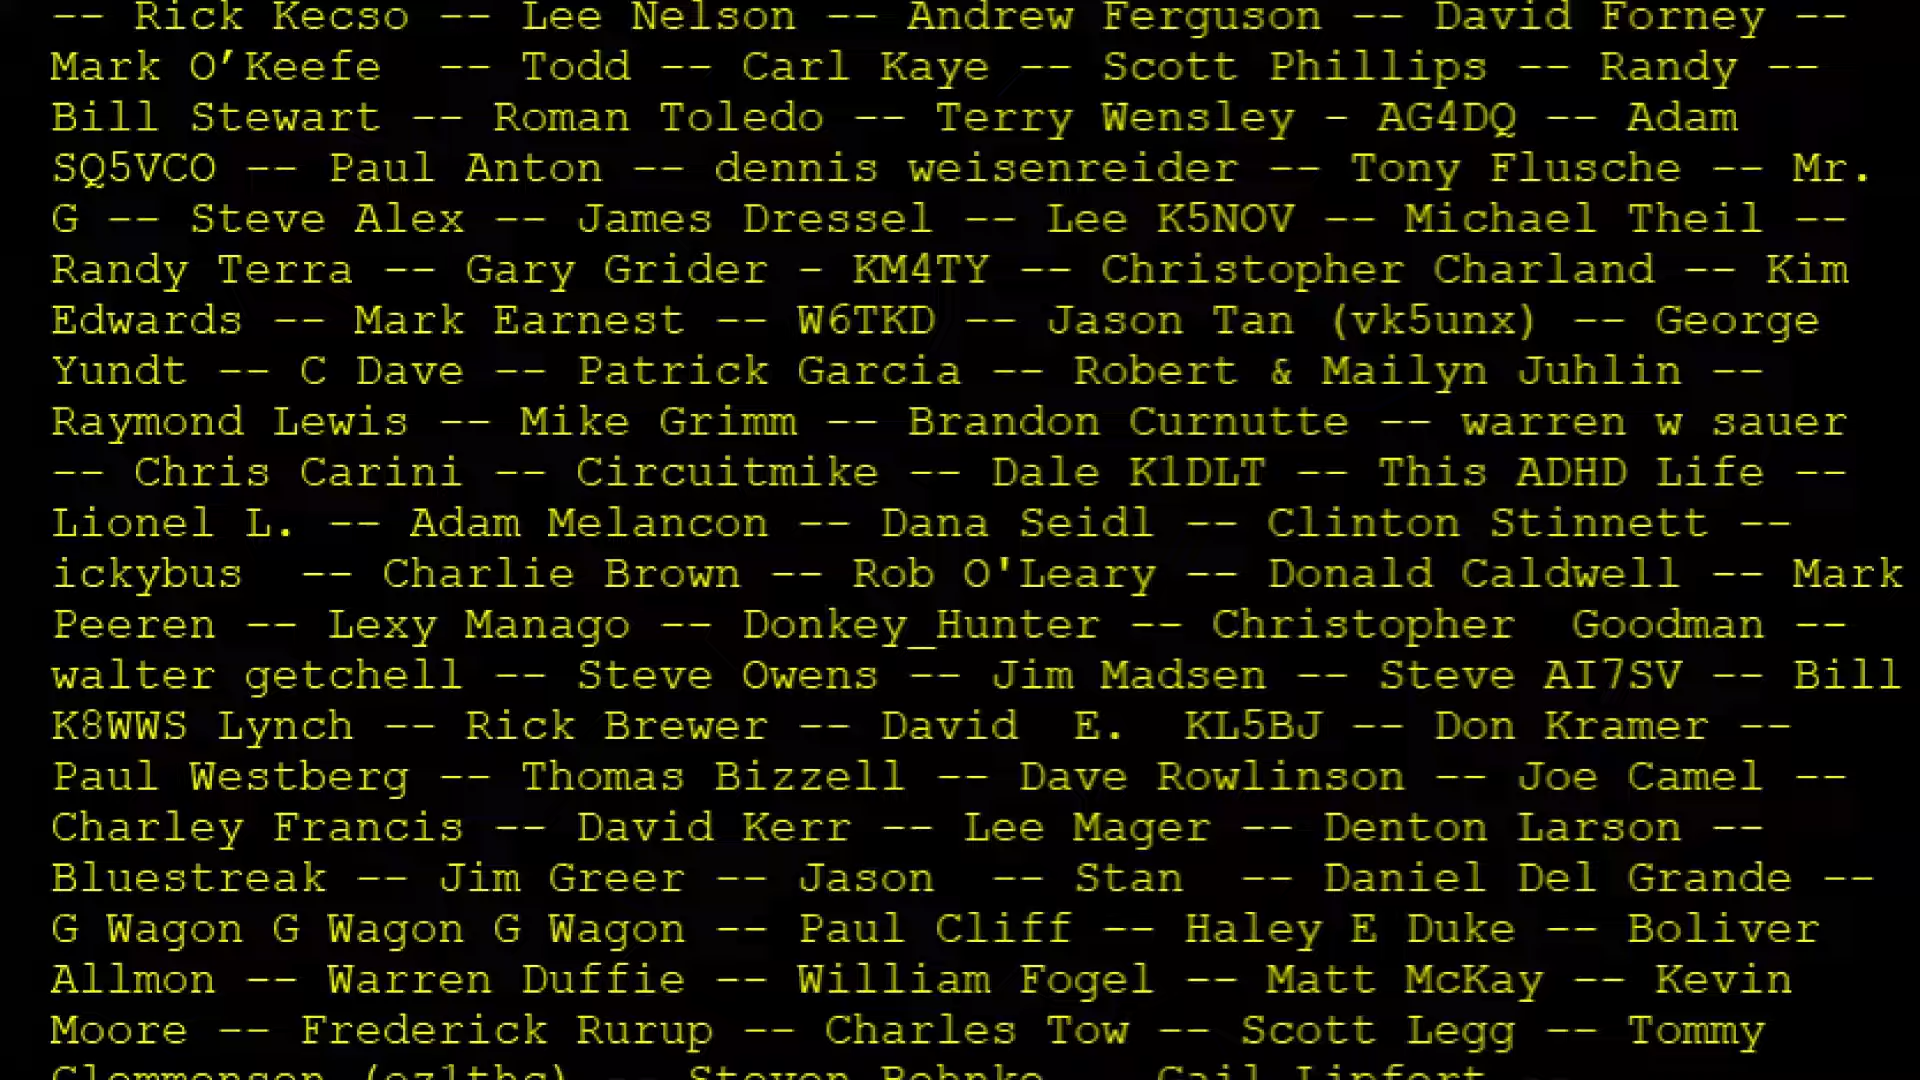 -- Rick Kecso -- Lee Nelson -- Andrew Ferguson -- David Forney --
Mark O’Keefe  -- Todd -- Carl Kaye -- Scott Phillips -- Randy --
Bill Stewart -- Roman Toledo -- Terry Wensley - AG4DQ -- Adam
SQ5VCO -- Paul Anton -- dennis weisenreider -- Tony Flusche -- Mr.
G -- Steve Alex -- James Dressel -- Lee K5NOV -- Michael Theil --
Randy Terra -- Gary Grider - KM4TY -- Christopher Charland -- Kim
Edwards -- Mark Earnest -- W6TKD -- Jason Tan (vk5unx) -- George
Yundt -- C Dave -- Patrick Garcia -- Robert & Mailyn Juhlin --
Raymond Lewis -- Mike Grimm -- Brandon Curnutte -- warren w sauer
-- Chris Carini -- Circuitmike -- Dale K1DLT -- This ADHD Life --
Lionel L. -- Adam Melancon -- Dana Seidl -- Clinton Stinnett --
ickybus  -- Charlie Brown -- Rob O'Leary -- Donald Caldwell -- Mark
Peeren -- Lexy Manago -- Donkey_Hunter -- Christopher  Goodman --
walter getchell -- Steve Owens -- Jim Madsen -- Steve AI7SV -- Bill
K8WWS Lynch -- Rick Brewer -- David  E.  KL5BJ -- Don Kramer --
Paul Westberg -- Thomas Bizzell -- Dave Rowlinson -- Joe Camel --
Charley Francis -- David Kerr -- Lee Mager -- Denton Larson --
Bluestreak -- Jim Greer -- Jason  -- Stan  -- Daniel Del Grande --
G Wagon G Wagon G Wagon -- Paul Cliff -- Haley E Duke -- Boliver
Allmon -- Warren Duffie -- William Fogel -- Matt McKay -- Kevin
Moore -- Frederick Rurup -- Charles Tow -- Scott Legg -- Tommy